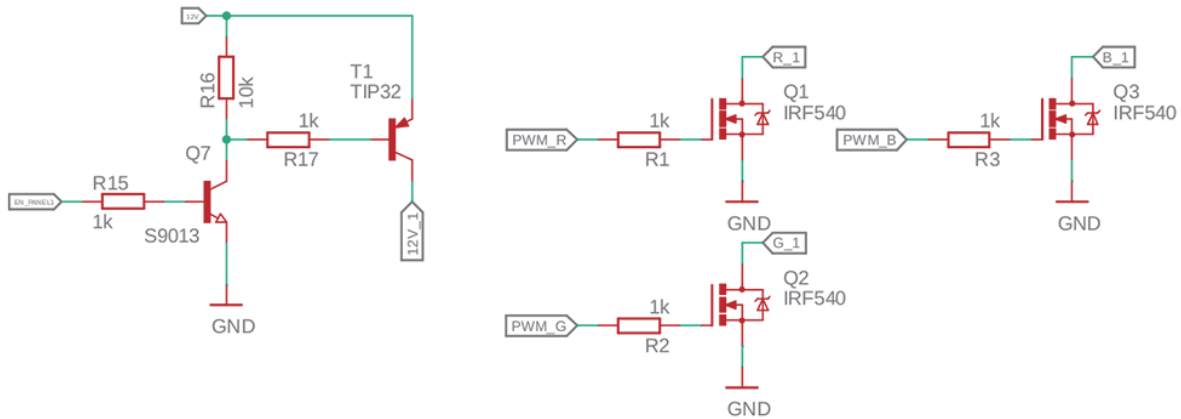 12V
R16
10k
T1
TIP32
1k
R17
Q7
EN_PANEL1
R15
1k
S9013
12V_1
GND
R_1
Q1
IRF540
PWM_R
1k
R1
GND
B_1
Q3
IRF540
PWM_B
1k
R3
GND
G_1
Q2
IRF540
PWM_G
1k
R2
GND